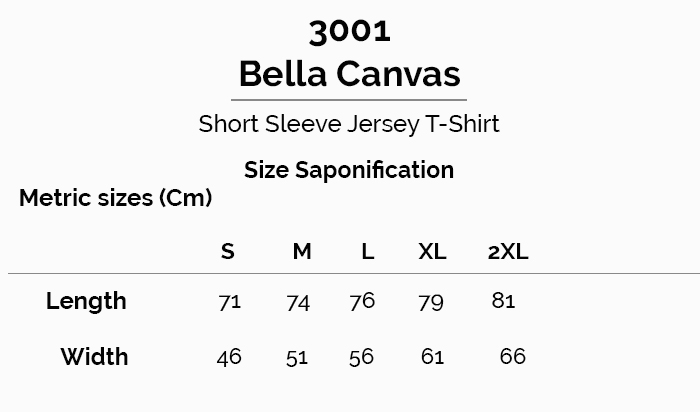 3001
Bella Canvas
Short Sleeve Jersey T-Shirt
Size Saponification
Metric sizes (Cm)
S M L XL 2XL
Length 71 74 76 79 81
Width 46 51 56 61 66